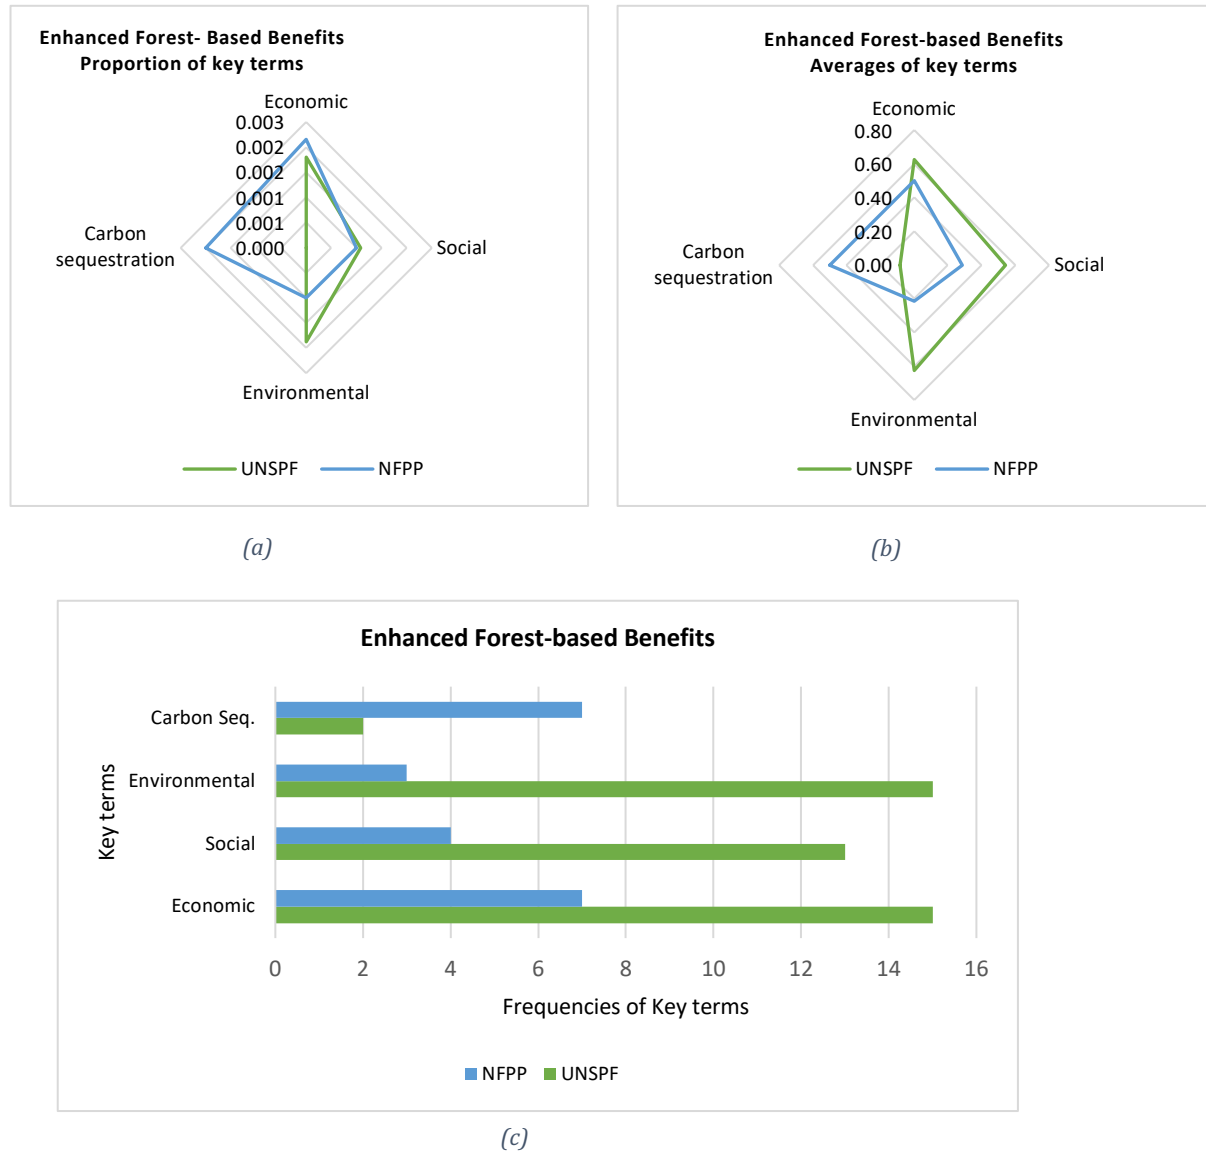 Enhanced Forest- Based Benefits
Proportion of key terms
Economic
0.003
0.002
0.002
0.001
0.001
0.000
Carbon
sequestration
Social
Environmental
UNSPF NFPP
(a)
Enhanced Forest-based Benefits
Averages of key terms
Economic
0.80
0.60
0.40
0.20
0.00
Carbon
sequestration
Social
Environmental
UNSPF NFPP
(b)
Enhanced Forest-based Benefits
Key terms
Carbon Seq.
Environmental
Social
Economic
0 2 4 6 8 10 12 14 16
Frequencies of Key terms
NFPP UNSPF
(c)